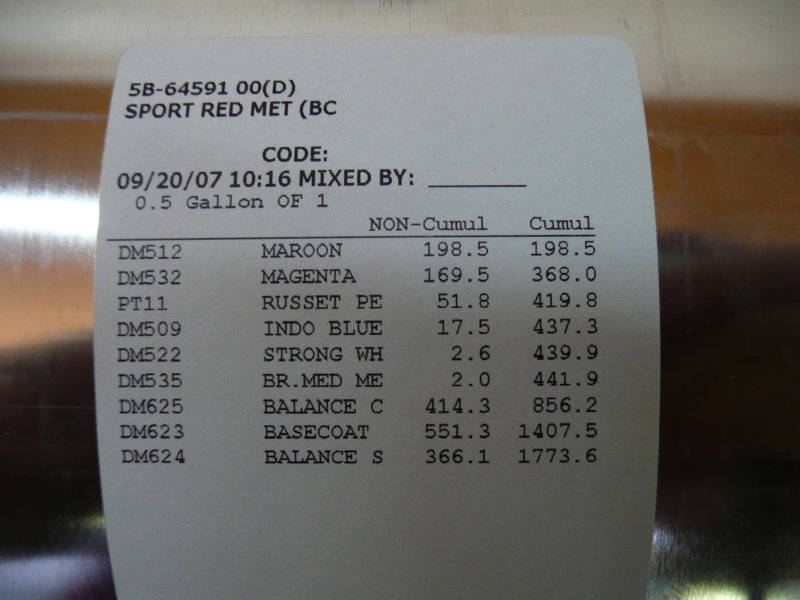 5B-64591 00(D)
SPORT RED MET (BC
CODE:
09/20/07 10:16 MIXED BY: ________
0.5 Gallon OF 1
NON-Cumul Cumul
DM512 MAROON 198.5 198.5
DM532 MAGENTA 169.5 368.0
PT11 RUSSET PE 51.8 419.8
DM509 INDO BLUE 17.5 437.3
DM522 STRONG WH 2.6 439.9
DM535 BR.MED ME 2.0 441.9
DM625 BALANCE C 414.3 856.2
DM623 BASECOAT 551.3 1407.5
DM624 BALANCE S 366.1 1773.6